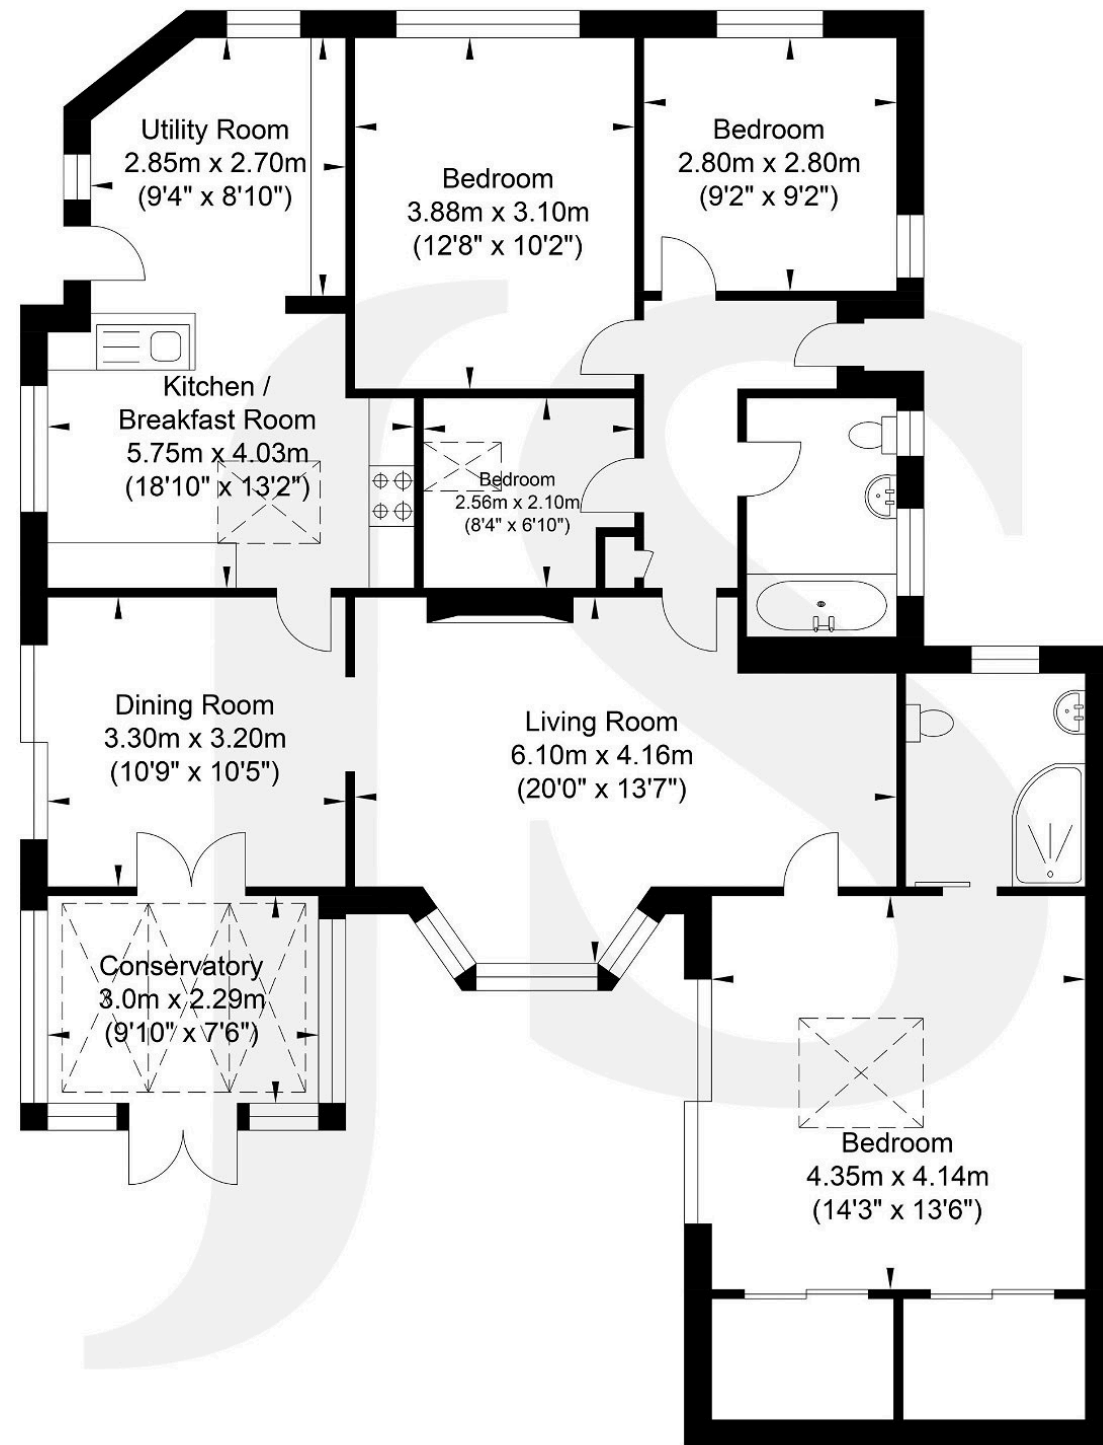 Utility Room
2.85m x 2.70m
(9'4" x 8'10")
Bedroom
3.88m x 3.10m
(12'8" x 10'2")
Bedroom
2.80m x 2.80m
(9'2" x 9'2")
Kitchen /
Breakfast Room
5.75m x 4.03m
(18'10" x 13'2")
Bedroom
2.56m x 2.10m
(8'4" x 6'10")
Dining Room
3.30m x 3.20m
(10'9" x 10'5")
Living Room
6.10m x 4.16m
(20'0" x 13'7")
Conservatory
3.0m x 2.29m
(9'10" x 7'6")
Bedroom
4.35m x 4.14m
(14'3" x 13'6")
JS